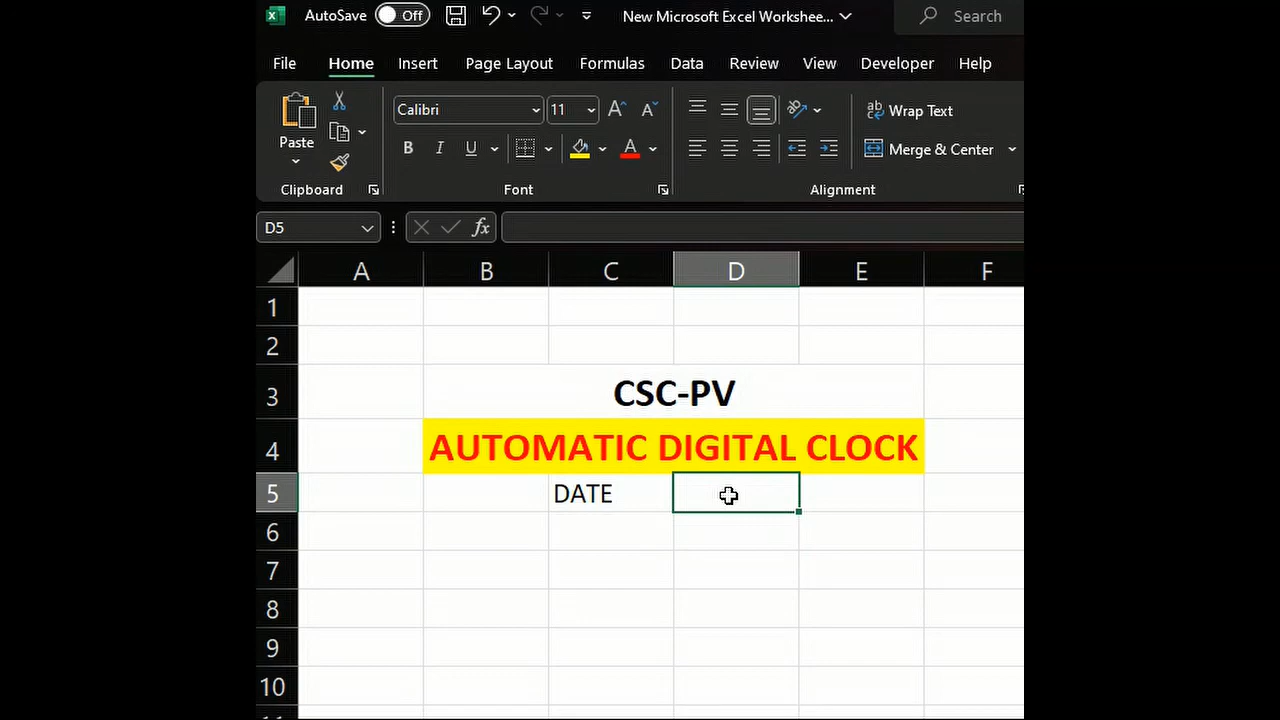 AutoSave Off New Microsoft Excel Workshee... Search
File Home Insert Page Layout Formulas Data Review View Developer Help
Calibri 11 Wrap Text
Paste B I U A Merge & Center
Clipboard Font Alignment
D5 fx
A B C D E F
1
2
3 CSC-PV
4 AUTOMATIC DIGITAL CLOCK
5 DATE
6
7
8
9
10